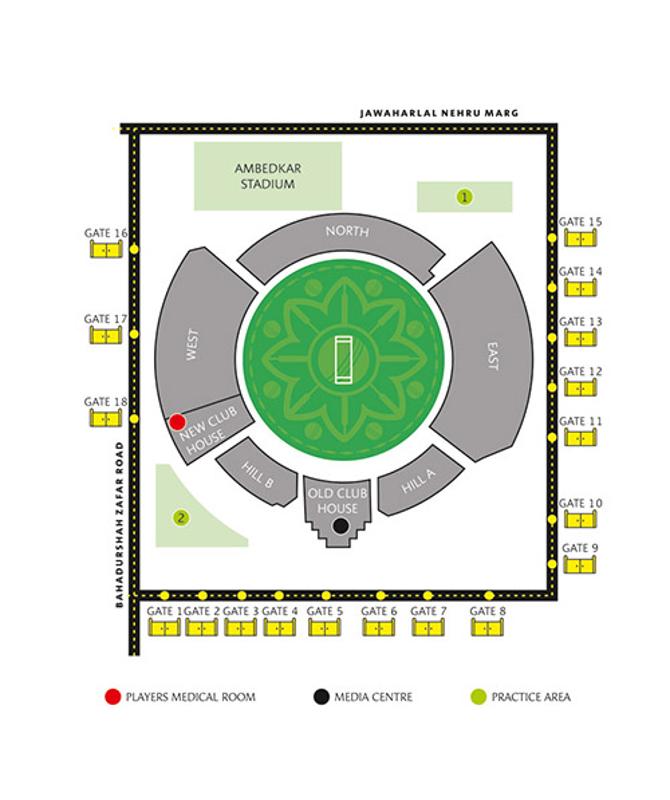 JAWAHARLAL NEHRU MARG
AMBEDKAR
STADIUM
1
NORTH
GATE 15
GATE 16
GATE 14
GATE 17
GATE 13
WEST
EAST
GATE 12
GATE 18
NEW CLUB
HOUSE
GATE 11
HILL B
HILL A
OLD CLUB
HOUSE
GATE 10
2
GATE 9
BAHADURSHAH ZAFAR ROAD
GATE 1
GATE 2
GATE 3
GATE 4
GATE 5
GATE 6
GATE 7
GATE 8
PLAYERS MEDICAL ROOM
MEDIA CENTRE
PRACTICE AREA